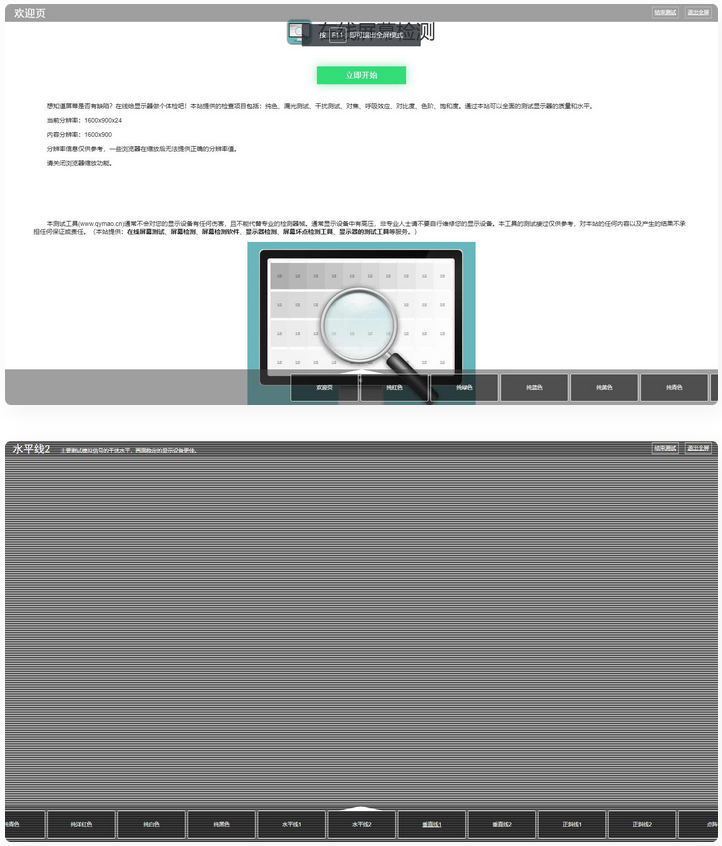 欢迎页
结束测试 退出全屏
在线屏幕检测
按 F11 即可退出全屏模式
立即开始
想知道屏幕是否有缺陷？在线给显示器做个体检吧！本站提供的检查项目包括：纯色、漏光测试、干扰测试、对焦、呼吸效应、对比度、色阶、饱和度。通过本站可以全面的测试显示器的质量和水平。
当前分辨率：1600x900x24
内容分辨率：1600x900
分辨率信息仅供参考，一些浏览器在缩放后无法提供正确的分辨率值。
请关闭浏览器缩放功能。
本测试工具(www.qymao.cn)通常不会对您的显示设备有任何伤害，且不能代替专业的检测器械。通常显示设备中有高压，非专业人士请不要自行维修您的显示设备。本工具的测试接过仅供参考，对本站的任何内容以及产生的结果不承
担任何保证或责任。（本站提供：在线屏幕测试、屏幕检测、屏幕检测软件、显示器检测、屏幕坏点检测工具、显示器的测试工具等服务。）
欢迎页 纯红色 纯绿色 纯蓝色 纯黄色 纯青色
水平线2 主要测试模拟信号的干扰水平，画面稳定的显示设备更佳。
结束测试 退出全屏
纯青色 纯洋红色 纯白色 纯黑色 水平线1 水平线2 垂直线1 垂直线2 正斜线1 正斜线2